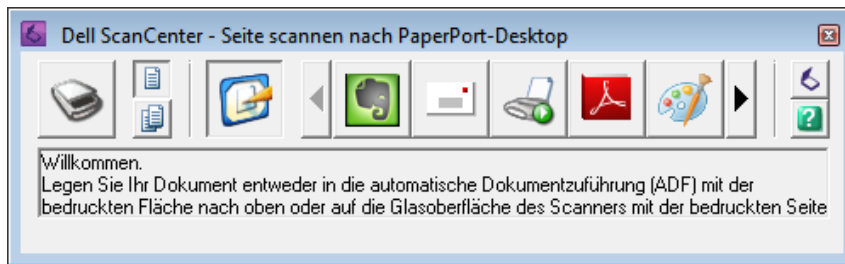 Dell ScanCenter - Seite scannen nach PaperPort-Desktop
Willkommen.
Legen Sie Ihr Dokument entweder in die automatische Dokumentzuführung (ADF) mit der
bedruckten Fläche nach oben oder auf die Glasoberfläche des Scanners mit der bedruckten Seite